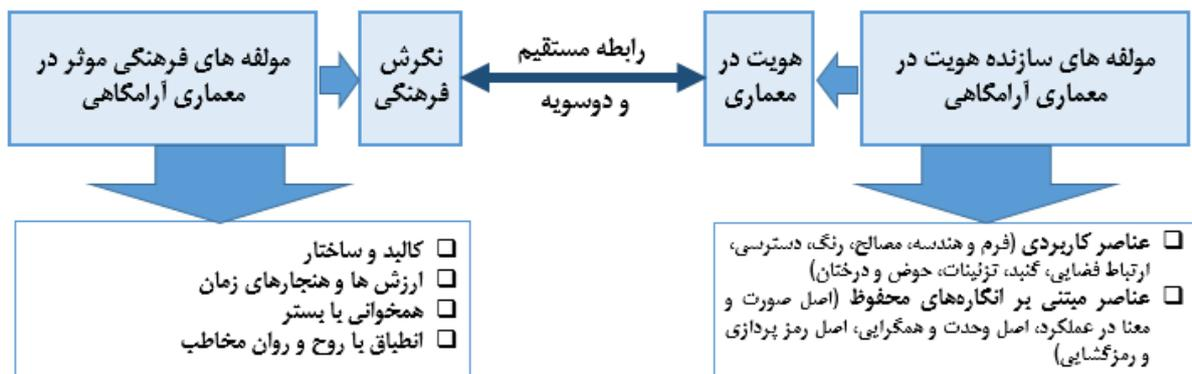 مولفه های سازنده هویت در
معماری آرامگاهی
هویت در
معماری
رابطه مستقیم
و دوسویه
نگرش
فرهنگی
مولفه های فرهنگی موثر در
معماری آرامگاهی
❑ عناصر کاربردی (فرم و هندسه، مصالح، رنگ، دسترسی،
ارتباط فضایی، گنبد، تزئینات، حوض و درختان)
❑ عناصر مبتنی بر انگاره‌های محفوظ (اصل صورت و
معنا در عملکرد، اصل وحدت و همگرایی، اصل رمز پردازی
و رمزگشایی)
❑ کالبد و ساختار
❑ ارزش ها و هنجارهای زمان
❑ همخوانی با بستر
❑ انطباق با روح و روان مخاطب